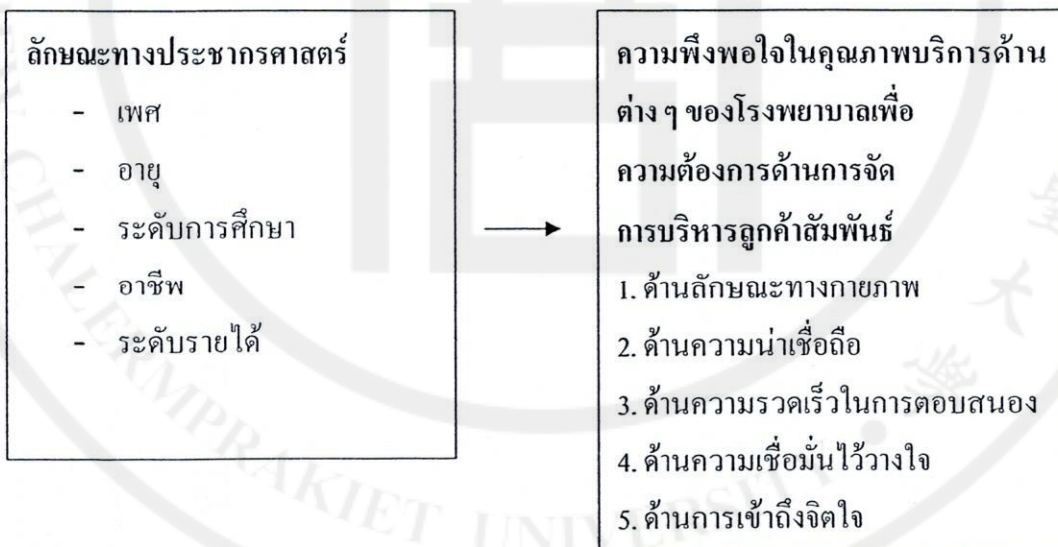 ลักษณะทางประชากรศาสตร์
- เพศ
- อายุ
- ระดับการศึกษา
- อาชีพ
- ระดับรายได้
ความพึงพอใจในคุณภาพบริการด้าน
ต่าง ๆ ของโรงพยาบาลเพื่อ
ความต้องการด้านการจัด
การบริหารลูกค้าสัมพันธ์
1. ด้านลักษณะทางกายภาพ
2. ด้านความน่าเชื่อถือ
3. ด้านความรวดเร็วในการตอบสนอง
4. ด้านความเชื่อมั่นไว้วางใจ
5. ด้านการเข้าถึงจิตใจ
CHALERMPRAKIET UNIVERSITY
大